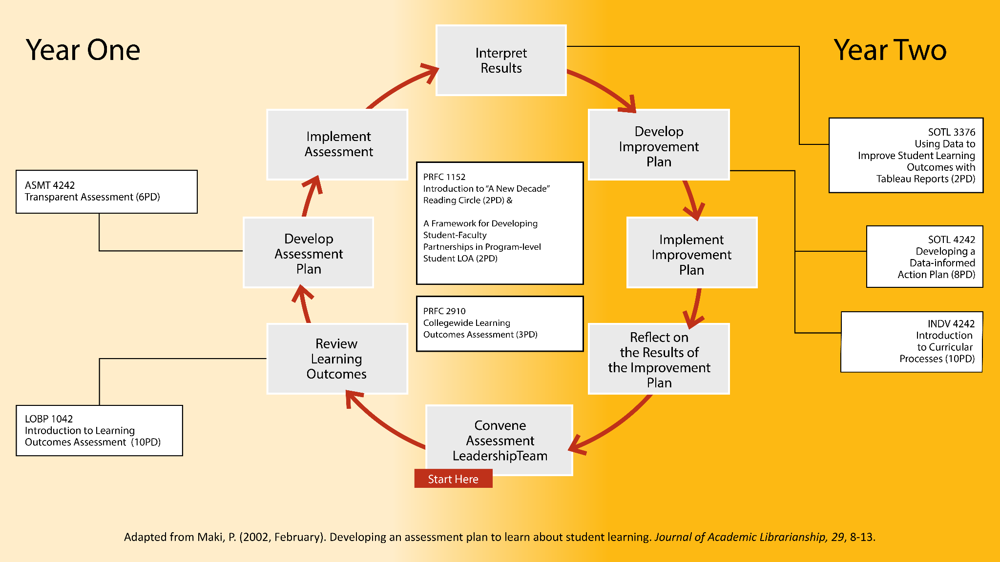 Year One
Year Two
Interpret
Results
Implement
Assessment
Develop
Improvement
Plan
SOTL 3376
Using Data to
Improve Student Learning
Outcomes with
Tableau Reports (2PD)
ASMT 4242
Transparent Assessment (6PD)
PRFC 1152
Introduction to “A New Decade”
Reading Circle (2PD) &
A Framework for Developing
Student-Faculty
Partnerships in Program-level
Student LOA (2PD)
Develop
Assessment
Plan
Implement
Improvement
Plan
SOTL 4242
Developing a
Data-informed
Action Plan (8PD)
PRFC 2910
Collegewide Learning
Outcomes Assessment (3PD)
Review
Learning
Outcomes
Reflect on
the Results of
the Improvement
Plan
INDV 4242
Introduction
to Curricular
Processes (10PD)
LOBP 1042
Introduction to Learning
Outcomes Assessment (10PD)
Convene
Assessment
LeadershipTeam
Start Here
Adapted from Maki, P. (2002, February). Developing an assessment plan to learn about student learning. Journal of Academic Librarianship, 29, 8-13.